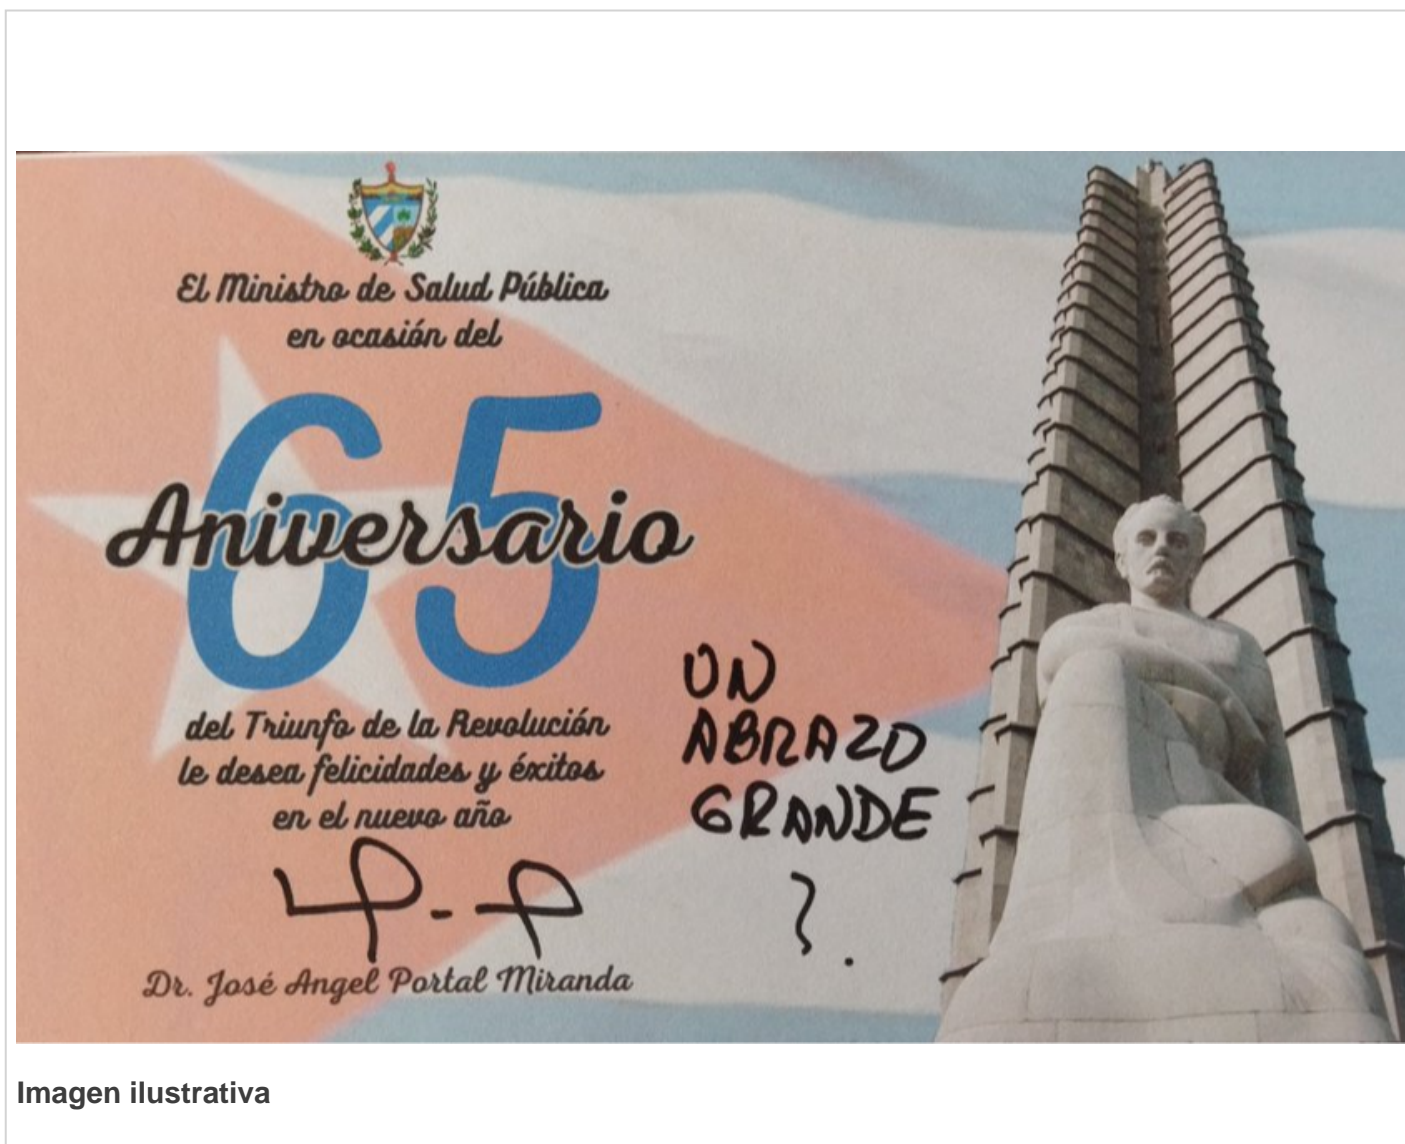 El Ministro de Salud Pública
en ocasión del
65
Aniversario
del Triunfo de la Revolución
le desea felicidades y éxitos
en el nuevo año
UN
ABRAZO
GRANDE
Dr. José Angel Portal Miranda
Imagen ilustrativa